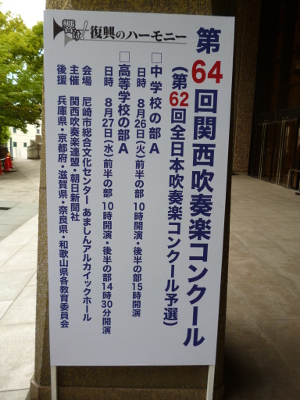 響け!復興のハーモニー
第64回関西吹奏楽コンクール
(第62回全日本吹奏楽コンクール予選)
□中学校の部A
日時 8月26日(火)前半の部 10時開演・後半の部15時開演
□高等学校の部A
日時 8月27日(水)前半の部 10時開演・後半の部14時30分開演
会場 尼崎市総合文化センター あましんアルカイックホール
主催 関西吹奏楽連盟・朝日新聞社
後援 兵庫県・京都府・滋賀県・奈良県・和歌山県各教育委員会